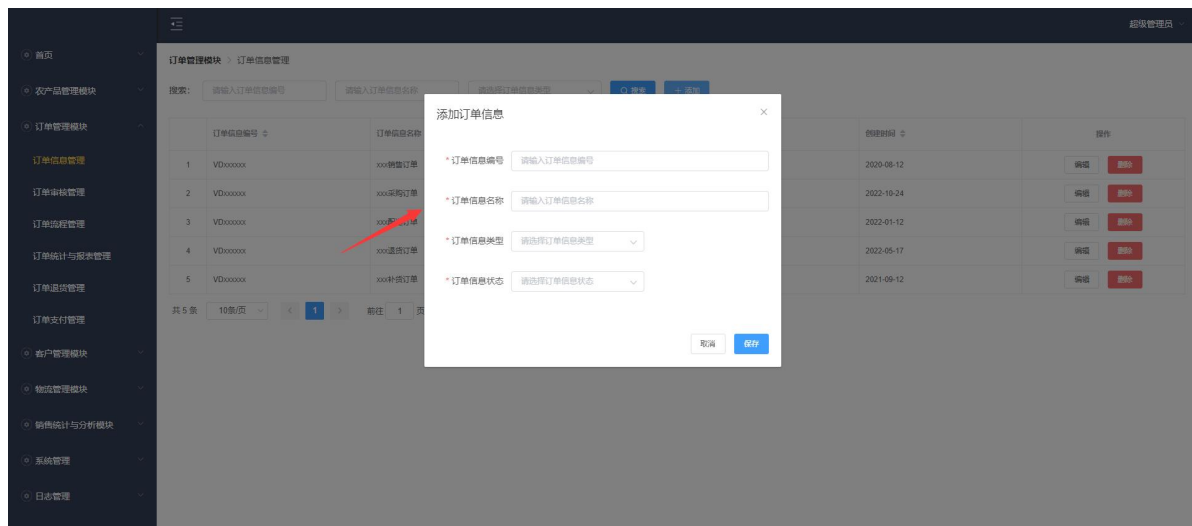 超级管理员
首页
农产品管理模块
订单管理模块
订单信息管理
订单审核管理
订单流程管理
订单统计与报表管理
订单退货管理
订单支付管理
客户管理模块
物流管理模块
销售统计与分析模块
系统管理
日志管理
订单管理模块 > 订单信息管理
搜索: 请输入订单信息编号 请输入订单信息名称 请选择订单信息类型 搜索 + 添加
订单信息编号 订单信息名称 创建时间 操作
1 VDxxxxxx xxx销售订单 2020-08-12 编辑 删除
2 VDxxxxxx xxx采购订单 2022-10-24 编辑 删除
3 VDxxxxxx 2022-01-12 编辑 删除
4 VDxxxxxx xxx退货订单 2022-05-17 编辑 删除
5 VDxxxxxx xxx补货订单 2021-09-12 编辑 删除
共 5 条 10条/页 < 1 > 前往 1 页
添加订单信息 ×
* 订单信息编号 请输入订单信息编号
* 订单信息名称 请输入订单信息名称
* 订单信息类型 请选择订单信息类型
* 订单信息状态 请选择订单信息状态
取消 保存